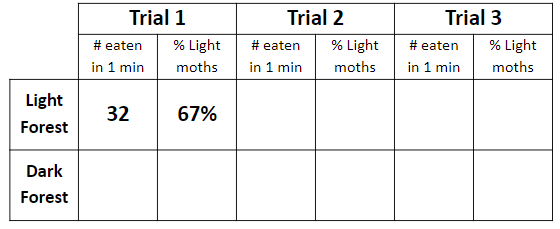 Trial 1 Trial 2 Trial 3
# eaten % Light # eaten % Light # eaten % Light
in 1 min moths in 1 min moths in 1 min moths
Light
Forest 32 67%
Dark
Forest